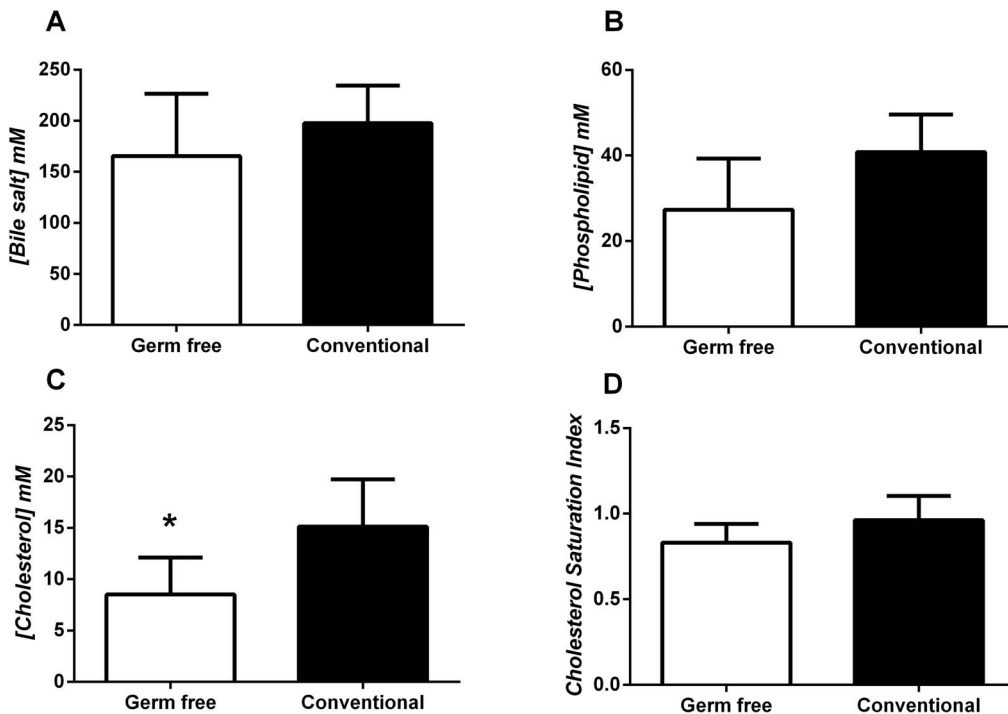 A
[Bile salt] mM
250
200
150
100
50
0
Germ free
Conventional
B
[Phospholipid] mM
60
40
20
0
Germ free
Conventional
C
[Cholesterol] mM
25
20
15
10
5
0
*
Germ free
Conventional
D
Cholesterol Saturation Index
1.5
1.0
0.5
0.0
Germ free
Conventional